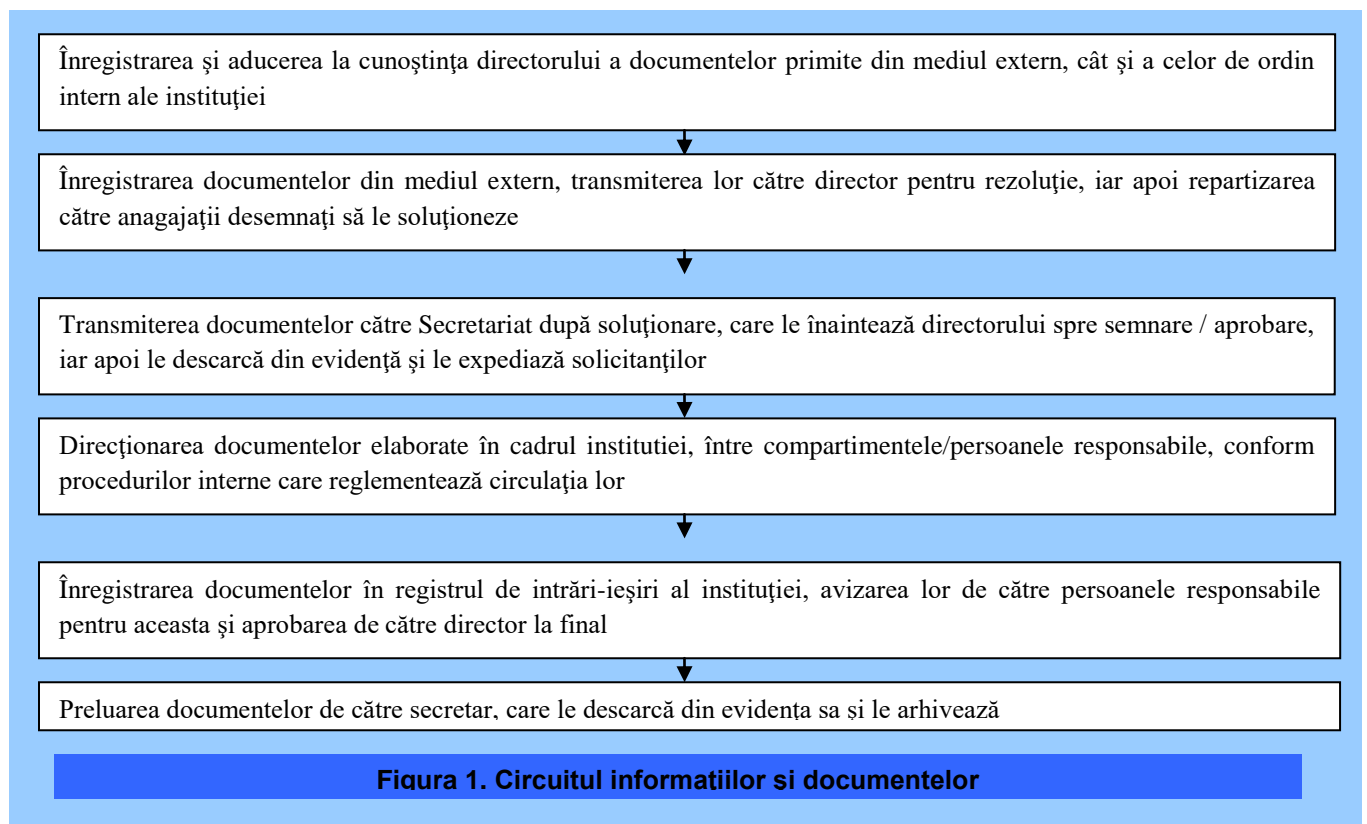 Înregistrarea şi aducerea la cunoştinţa directorului a documentelor primite din mediul extern, cât şi a celor de ordin
intern ale instituţiei
Înregistrarea documentelor din mediul extern, transmiterea lor către director pentru rezoluţie, iar apoi repartizarea
către anagajaţii desemnaţi să le soluţioneze
Transmiterea documentelor către Secretariat după soluţionare, care le înaintează directorului spre semnare / aprobare,
iar apoi le descarcă din evidenţă şi le expediază solicitanţilor
Direcţionarea documentelor elaborate în cadrul institutiei, între compartimentele/persoanele responsabile, conform
procedurilor interne care reglementează circulaţia lor
Înregistrarea documentelor în registrul de intrări-ieşiri al instituţiei, avizarea lor de către persoanele responsabile
pentru aceasta şi aprobarea de către director la final
Preluarea documentelor de către secretar, care le descarcă din evidenţa sa şi le arhivează
Figura 1. Circuitul informaţiilor si documentelor